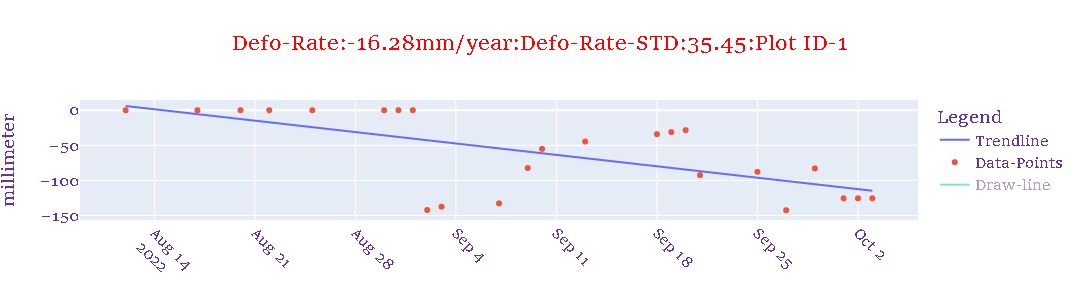 Defo-Rate:-16.28mm/year:Defo-Rate-STD:35.45:Plot ID-1
millimeter
0
−50
−100
−150
Aug 14
2022
Aug 21
Aug 28
Sep 4
Sep 11
Sep 18
Sep 25
Oct 2
Legend
Trendline
Data-Points
Draw-line